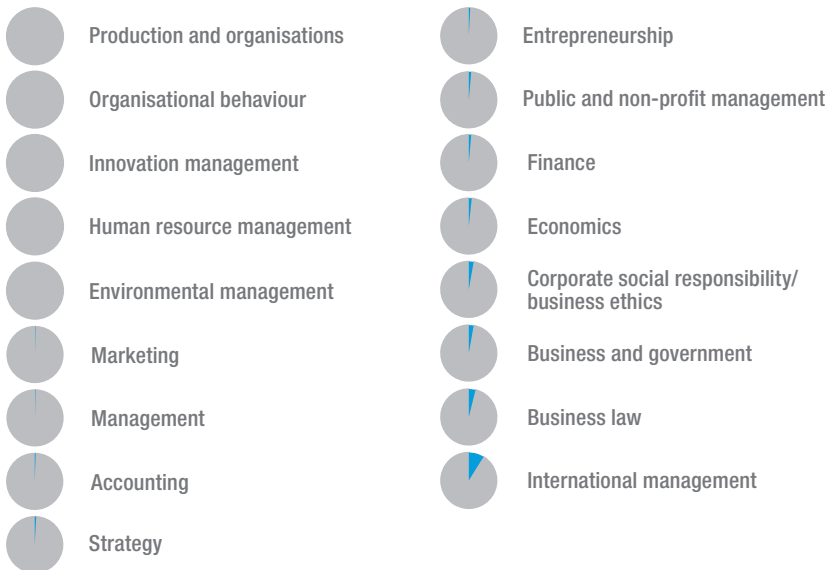 Production and organisations
Organisational behaviour
Innovation management
Human resource management
Environmental management
Marketing
Management
Accounting
Strategy
Entrepreneurship
Public and non-profit management
Finance
Economics
Corporate social responsibility/
business ethics
Business and government
Business law
International management